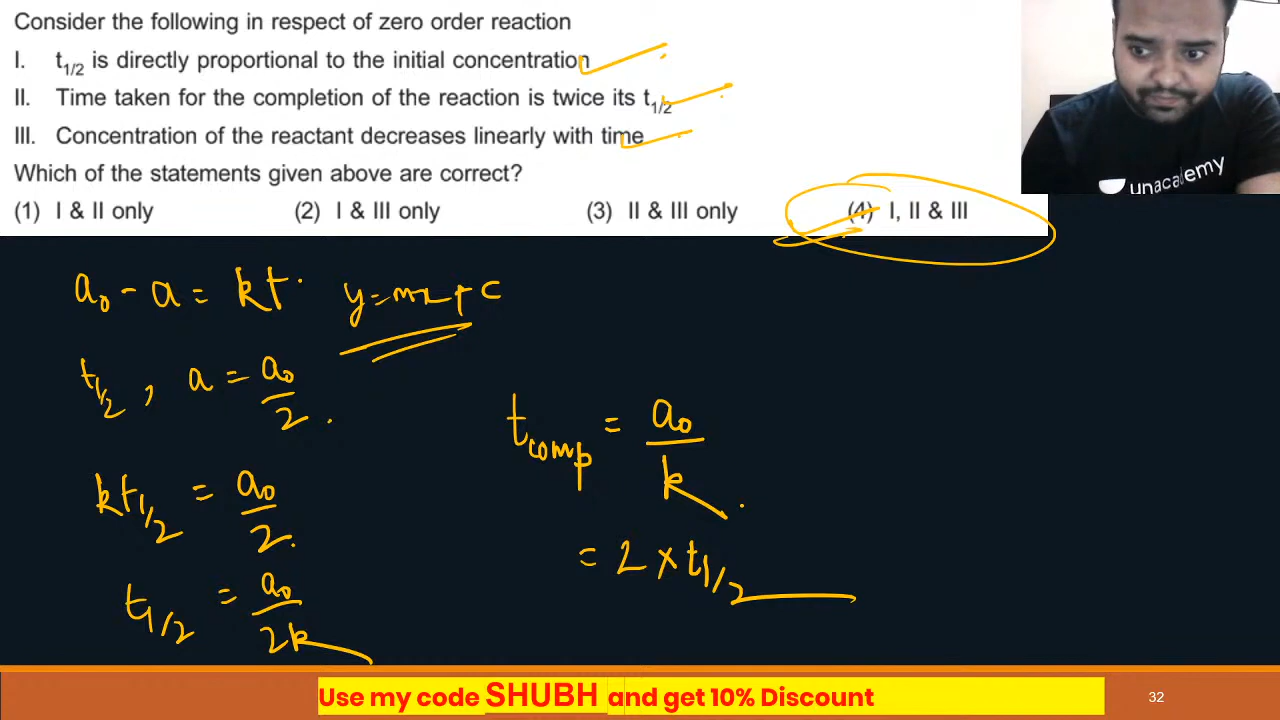 Consider the following in respect of zero order reaction
I. t1/2 is directly proportional to the initial concentration
II. Time taken for the completion of the reaction is twice its t1/2
III. Concentration of the reactant decreases linearly with time
Which of the statements given above are correct?
(1) I & II only (2) I & III only (3) II & III only (4) I, II & III
unacademy
a0 - a = kt y=mx+c
t1/2 , a = a0/2
tcomp = a0/k
kt1/2 = a0/2
= 2 × t1/2
t1/2 = a0/2k
Use my code SHUBH and get 10% Discount
32